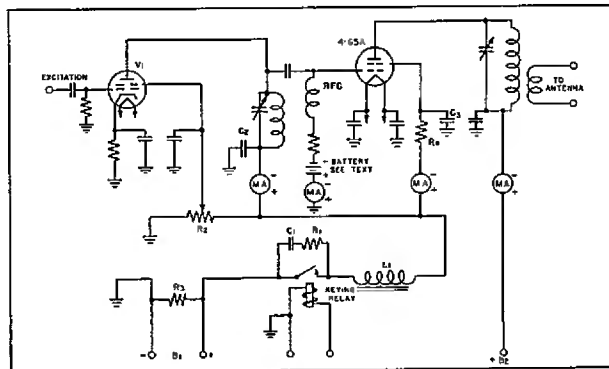 V1
4-65A
EXCITATION
RFC
TO
ANTENNA
C2
C3
BATTERY
SEE TEXT
MA
MA
MA
MA
R2
C1
R1
L1
KEYING
RELAY
R3
- B1 +
+ B2